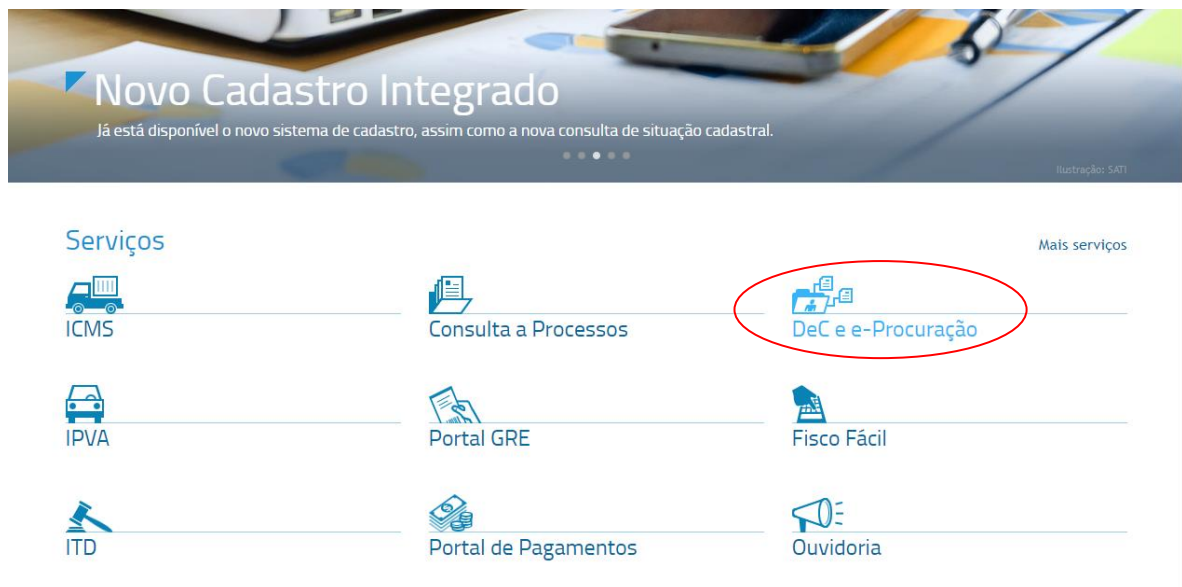 Novo Cadastro Integrado
Já está disponível o novo sistema de cadastro, assim como a nova consulta de situação cadastral.
Ilustração: SATI
Serviços
Mais serviços
ICMS
Consulta a Processos
DeC e e-Procuração
IPVA
Portal GRE
Fisco Fácil
ITD
Portal de Pagamentos
Ouvidoria